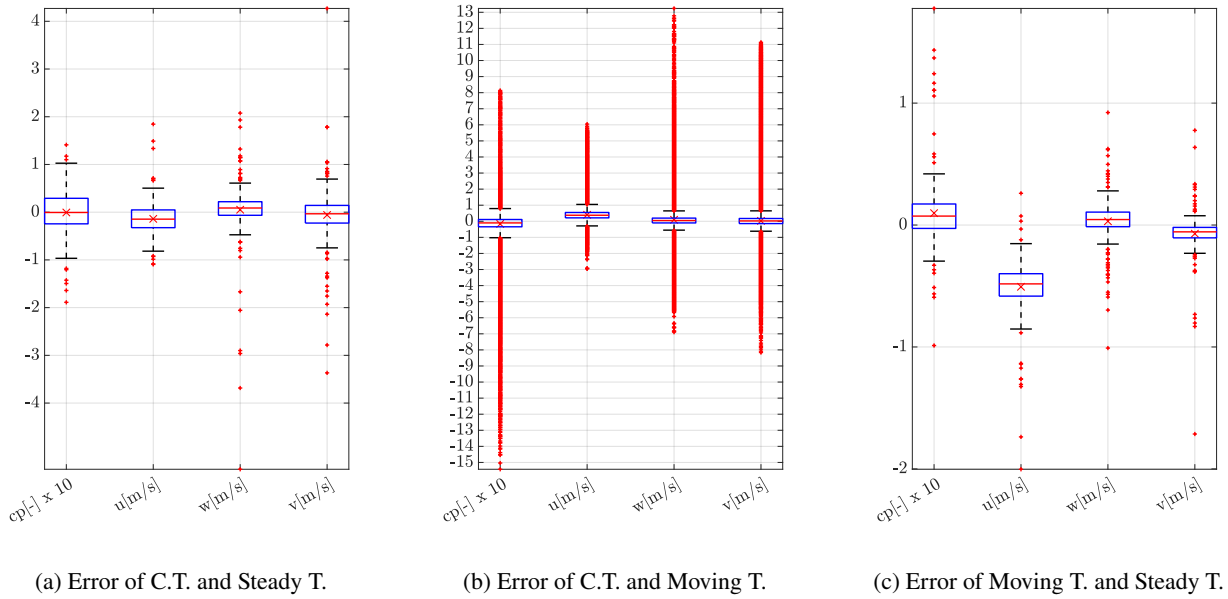 4
3
2
1
0
-1
-2
-3
-4
cp[-] x 10
u[m/s]
w[m/s]
v[m/s]
(a) Error of C.T. and Steady T.
13
12
11
10
9
8
7
6
5
4
3
2
1
0
-1
-2
-3
-4
-5
-6
-7
-8
-9
-10
-11
-12
-13
-14
-15
cp[-] x 10
u[m/s]
w[m/s]
v[m/s]
(b) Error of C.T. and Moving T.
1
0
-1
-2
cp[-] x 10
u[m/s]
w[m/s]
v[m/s]
(c) Error of Moving T. and Steady T.